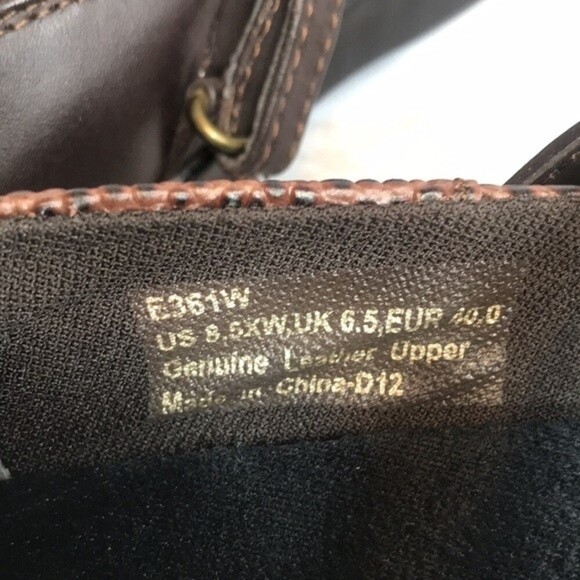 E361W
US 8.5XW,UK 6.5,EUR 40.0
Genuine Leather Upper
Made in China-D12